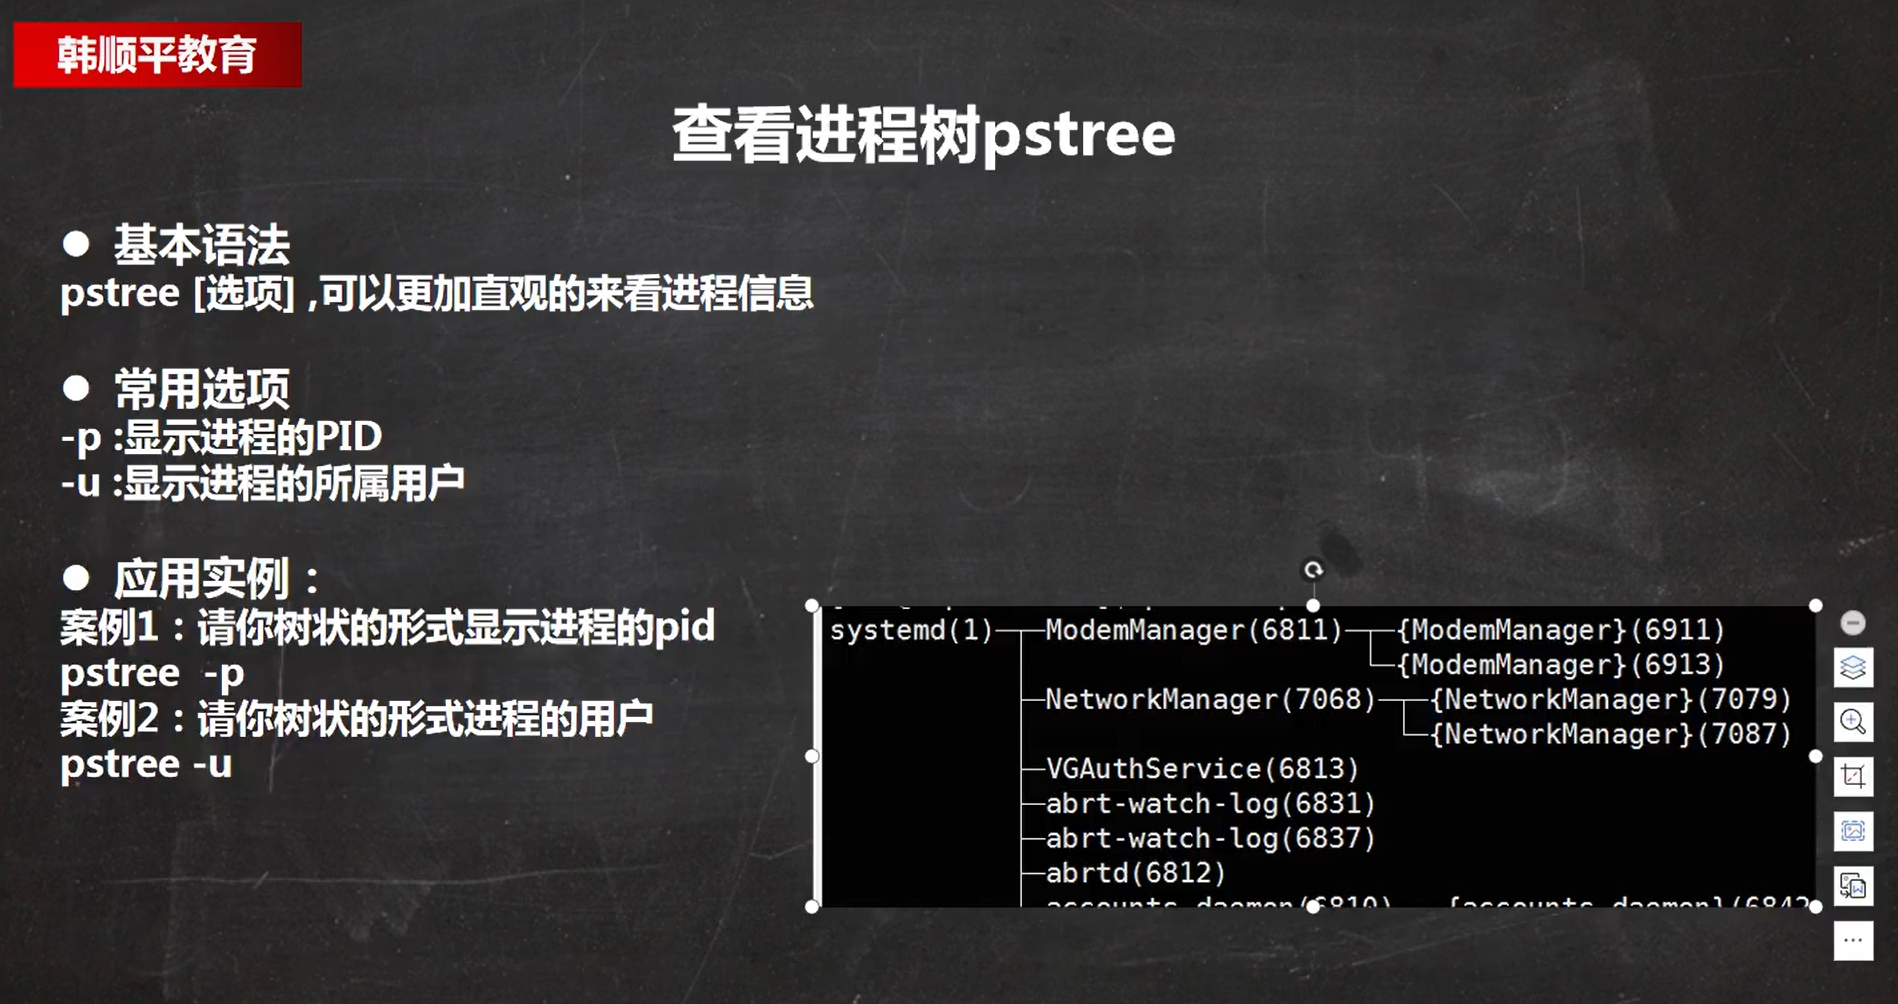 韩顺平教育
查看进程树pstree
● 基本语法
pstree [选项] ,可以更加直观的来看进程信息
● 常用选项
-p :显示进程的PID
-u :显示进程的所属用户
● 应用实例：
案例1：请你树状的形式显示进程的pid
pstree  -p
案例2：请你树状的形式进程的用户
pstree -u
systemd(1)─┬─ModemManager(6811)─┬─{ModemManager}(6911)
└─{ModemManager}(6913)
├─NetworkManager(7068)─┬─{NetworkManager}(7079)
└─{NetworkManager}(7087)
├─VGAuthService(6813)
├─abrt-watch-log(6831)
├─abrt-watch-log(6837)
├─abrtd(6812)